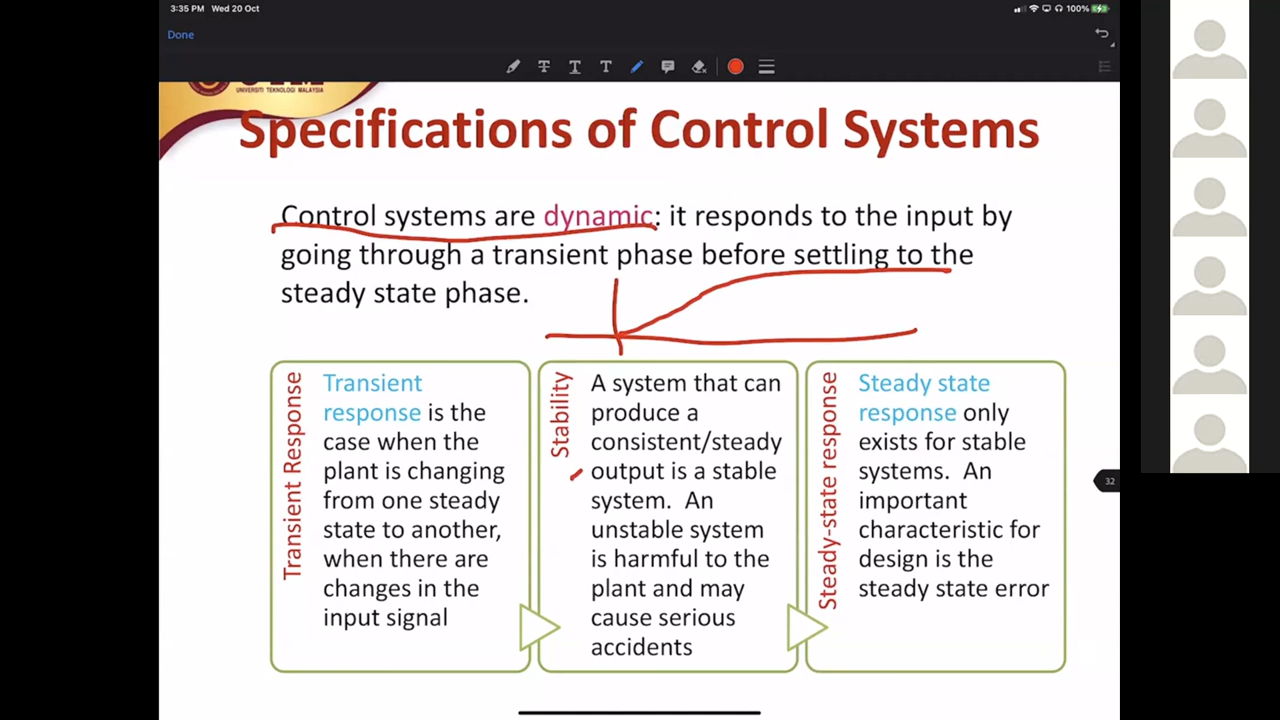 3:35 PM Wed 20 Oct
100%
Done
T T T
UNIVERSITI TEKNOLOGI MALAYSIA
Specifications of Control Systems
Control systems are dynamic: it responds to the input by
going through a transient phase before settling to the
steady state phase.
Transient Response
Transient
response is the
case when the
plant is changing
from one steady
state to another,
when there are
changes in the
input signal
Stability
A system that can
produce a
consistent/steady
output is a stable
system. An
unstable system
is harmful to the
plant and may
cause serious
accidents
Steady-state response
Steady state
response only
exists for stable
systems. An
important
characteristic for
design is the
steady state error
32